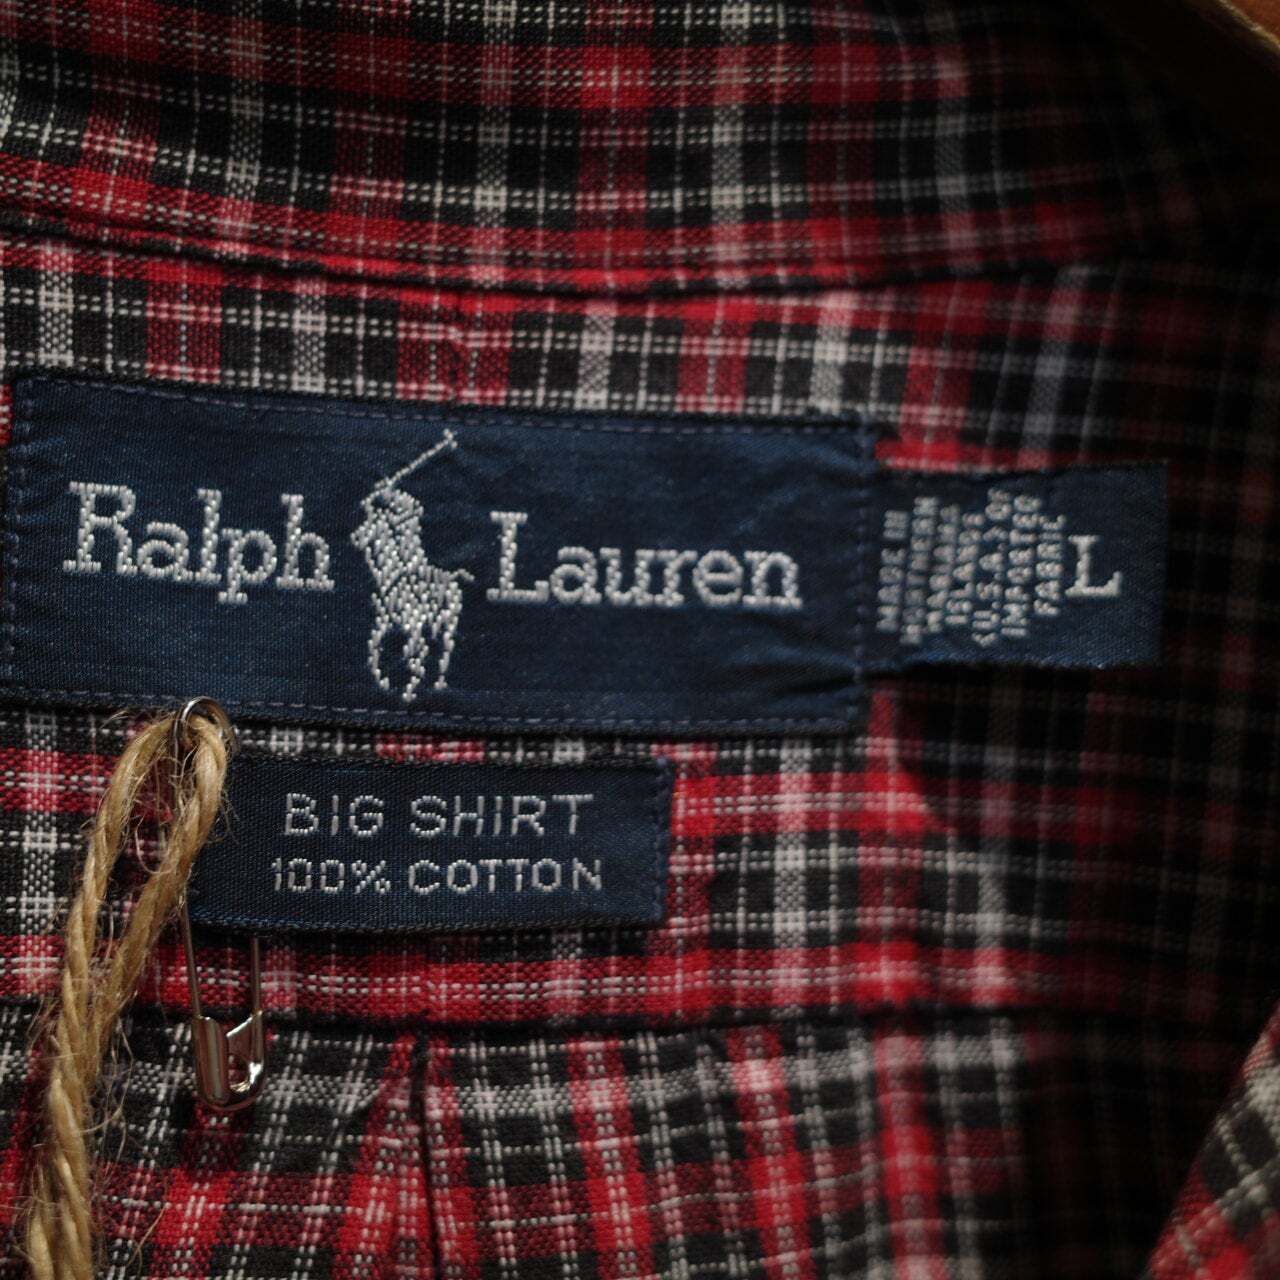 Ralph Lauren
MADE IN
NORTHERN
MARIANA
ISLANDS
(U.S.A.) OF
IMPORTED
FABRIC
L
BIG SHIRT
100% COTTON